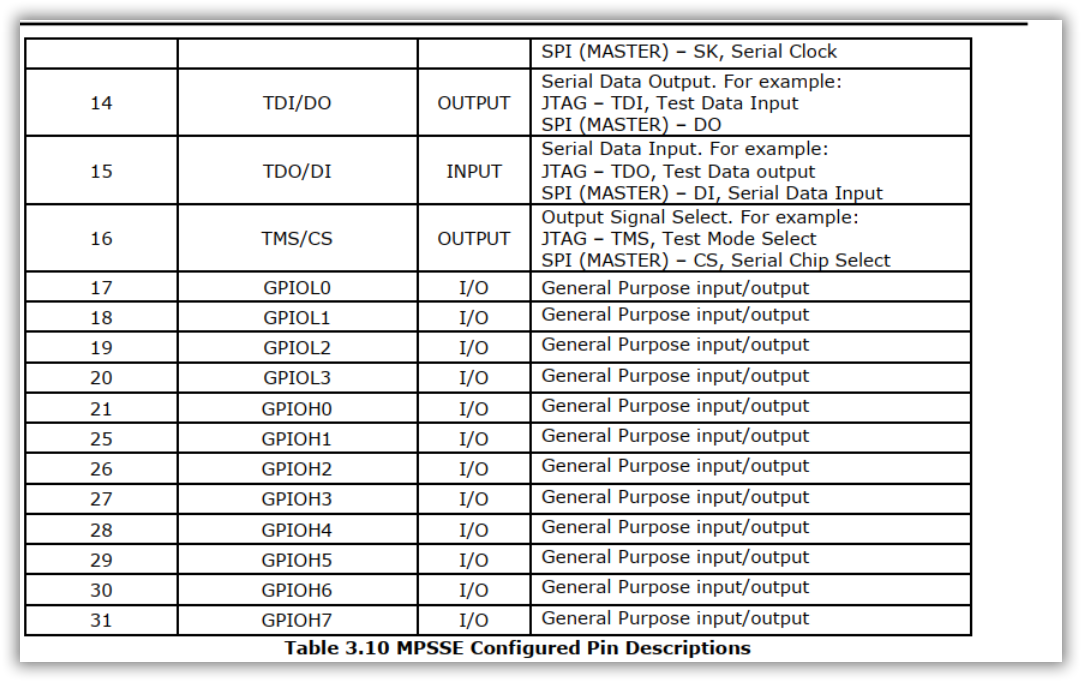 SPI (MASTER) – SK, Serial Clock
14 TDI/DO OUTPUT Serial Data Output. For example:
JTAG – TDI, Test Data Input
SPI (MASTER) – DO
15 TDO/DI INPUT Serial Data Input. For example:
JTAG – TDO, Test Data output
SPI (MASTER) – DI, Serial Data Input
16 TMS/CS OUTPUT Output Signal Select. For example:
JTAG – TMS, Test Mode Select
SPI (MASTER) – CS, Serial Chip Select
17 GPIOL0 I/O General Purpose input/output
18 GPIOL1 I/O General Purpose input/output
19 GPIOL2 I/O General Purpose input/output
20 GPIOL3 I/O General Purpose input/output
21 GPIOH0 I/O General Purpose input/output
25 GPIOH1 I/O General Purpose input/output
26 GPIOH2 I/O General Purpose input/output
27 GPIOH3 I/O General Purpose input/output
28 GPIOH4 I/O General Purpose input/output
29 GPIOH5 I/O General Purpose input/output
30 GPIOH6 I/O General Purpose input/output
31 GPIOH7 I/O General Purpose input/output
Table 3.10 MPSSE Configured Pin Descriptions